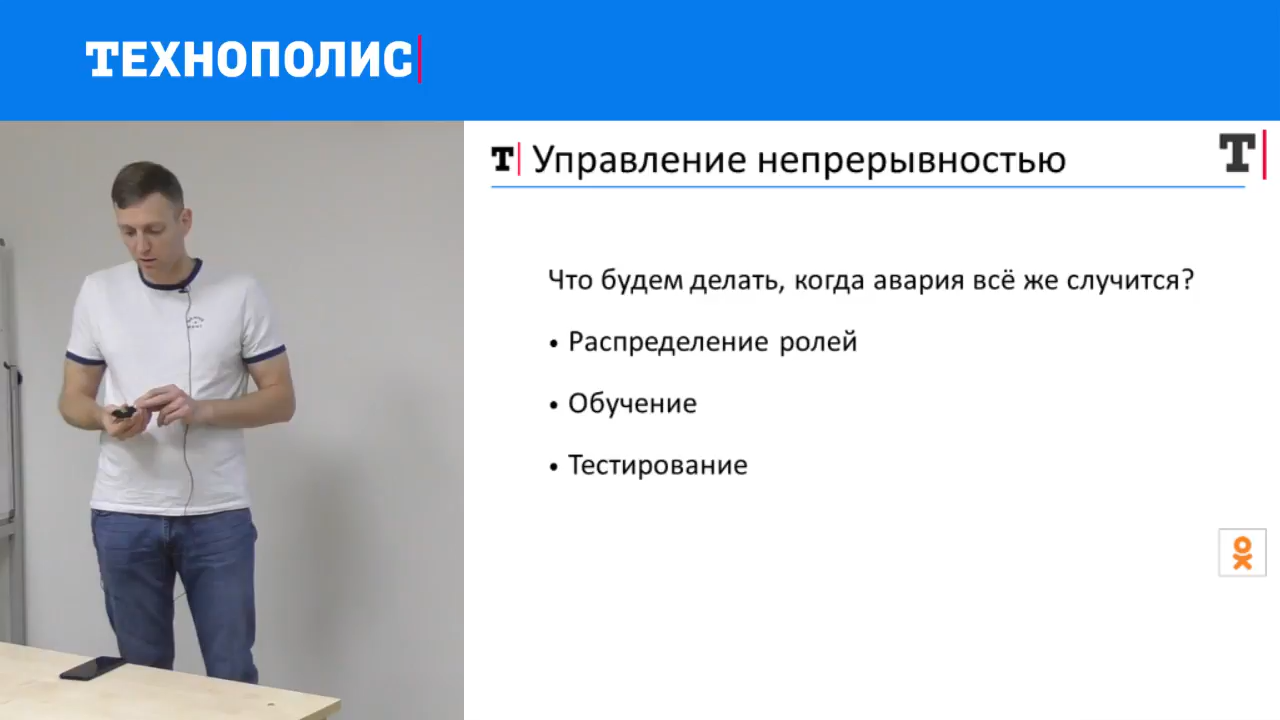 ТЕХНОПОЛИС
Т Управление непрерывностью
Т
Что будем делать, когда авария всё же случится?
• Распределение ролей
• Обучение
• Тестирование